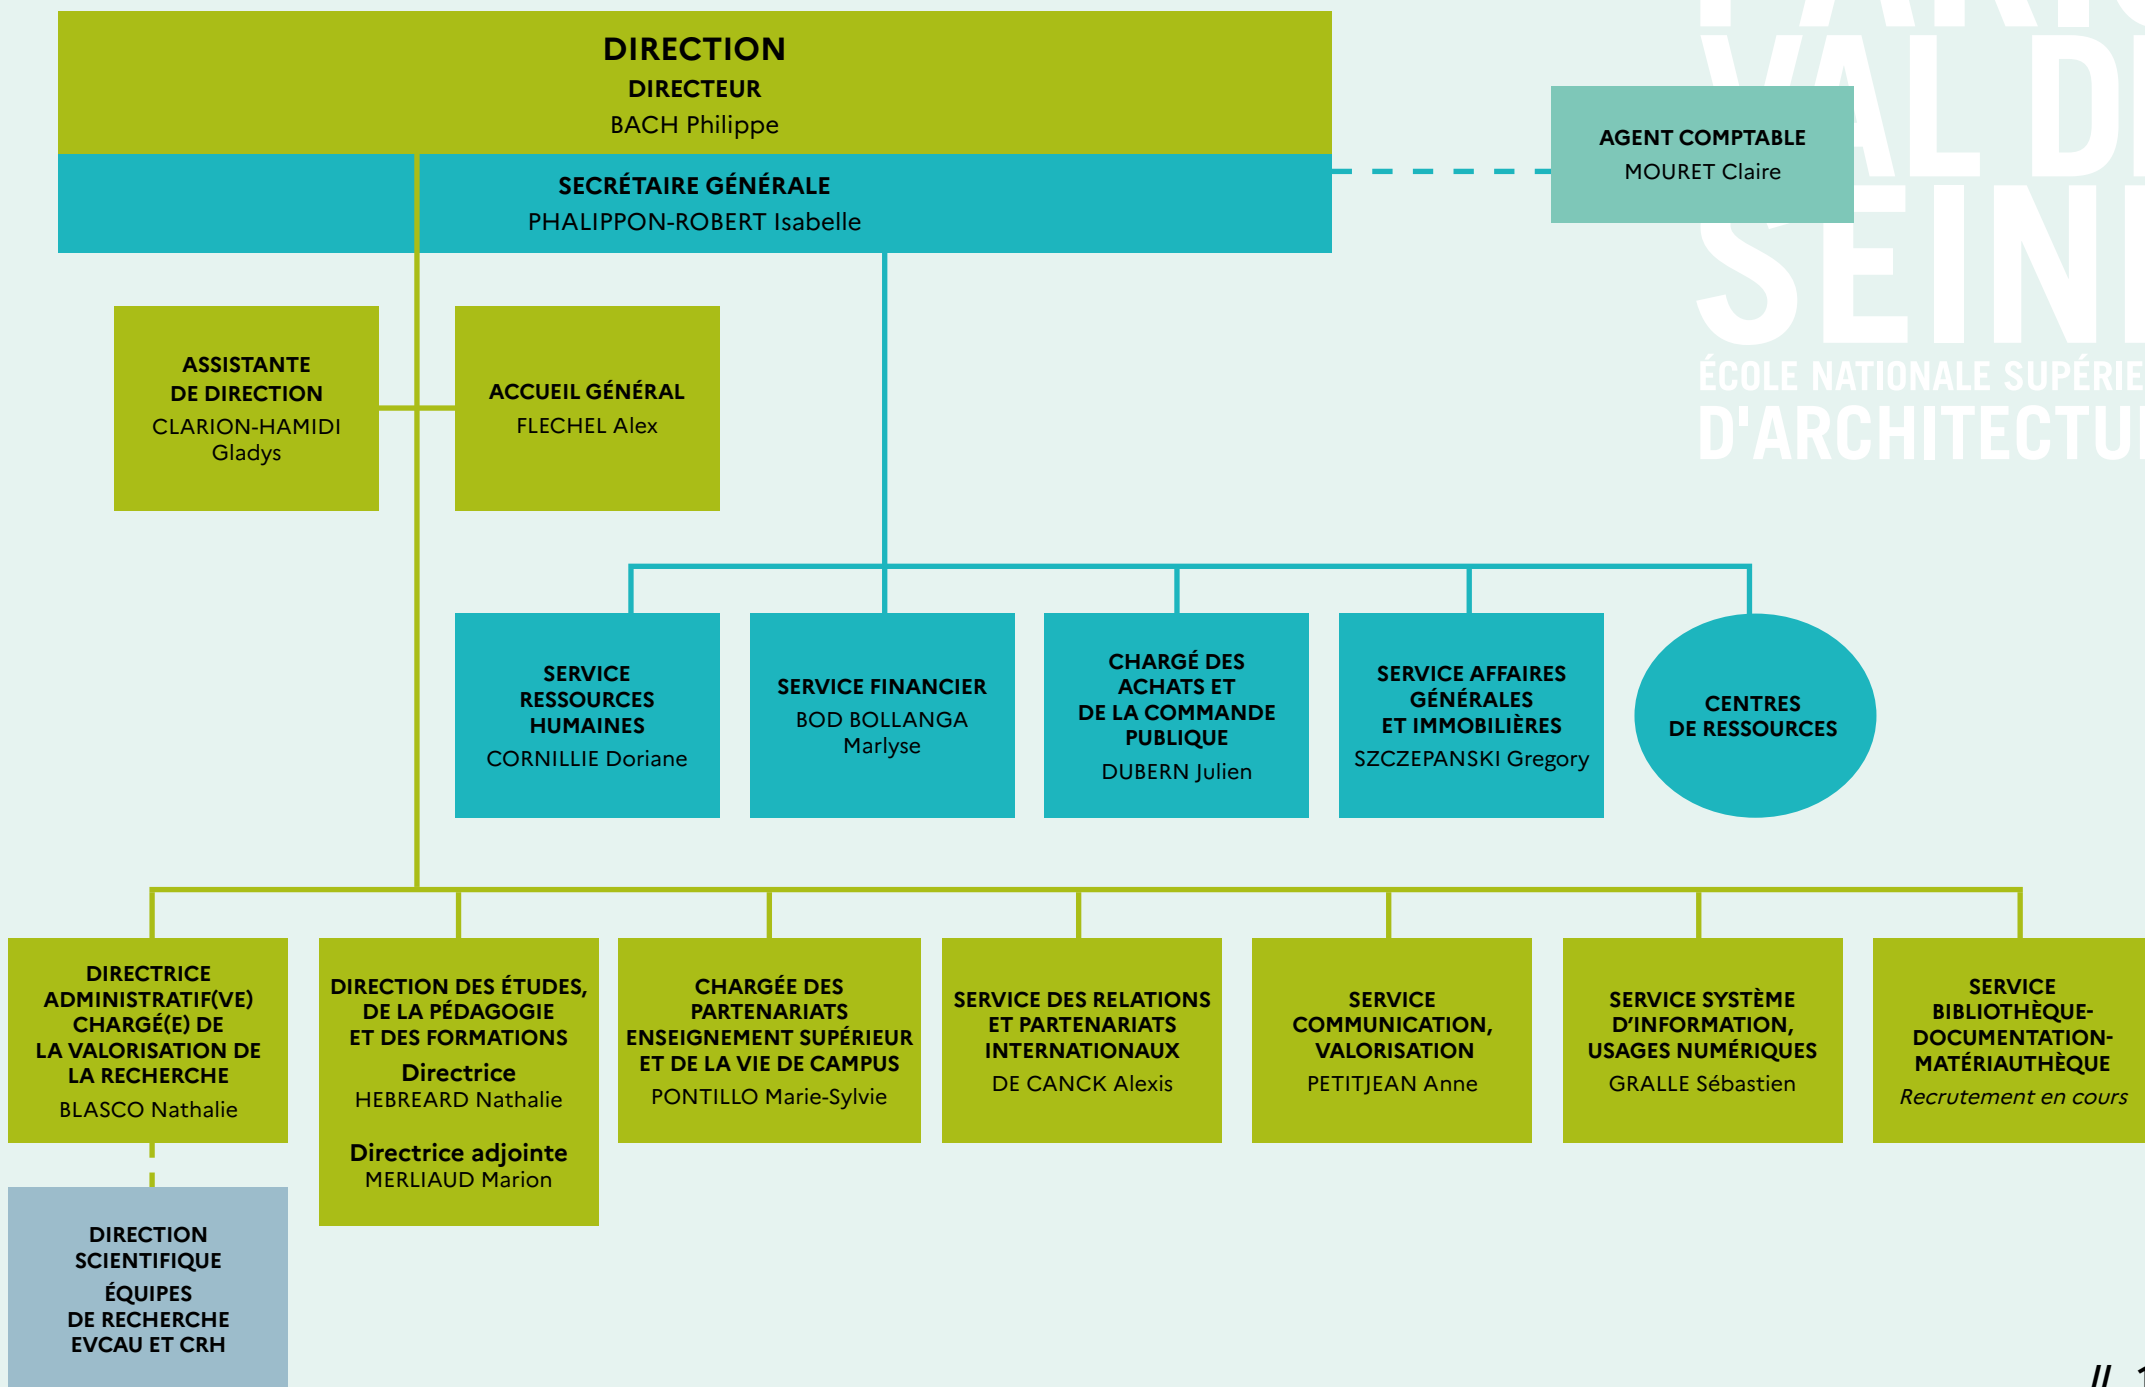 DIRECTION
DIRECTEUR
BACH Philippe
SECRÉTAIRE GÉNÉRALE
PHALIPPON-ROBERT Isabelle
AGENT COMPTABLE
MOURET Claire
VAL DE
SEINE
ÉCOLE NATIONALE SUPÉRIE
D'ARCHITECTU
ASSISTANTE
DE DIRECTION
CLARION-HAMIDI
Gladys
ACCUEIL GÉNÉRAL
FLECHEL Alex
SERVICE
RESSOURCES
HUMAINES
CORNILLIE Doriane
SERVICE FINANCIER
BOD BOLLANGA
Marlyse
CHARGÉ DES
ACHATS ET
DE LA COMMANDE
PUBLIQUE
DUBERN Julien
SERVICE AFFAIRES
GÉNÉRALES
ET IMMOBILIÈRES
SZCZEPANSKI Gregory
CENTRES
DE RESSOURCES
DIRECTRICE
ADMINISTRATIF(VE)
CHARGÉ(E) DE
LA VALORISATION DE
LA RECHERCHE
BLASCO Nathalie
DIRECTION DES ÉTUDES,
DE LA PÉDAGOGIE
ET DES FORMATIONS
Directrice
HEBREARD Nathalie
Directrice adjointe
MERLIAUD Marion
CHARGÉE DES
PARTENARIATS
ENSEIGNEMENT SUPÉRIEUR
ET DE LA VIE DE CAMPUS
PONTILLO Marie-Sylvie
SERVICE DES RELATIONS
ET PARTENARIATS
INTERNATIONAUX
DE CANCK Alexis
SERVICE
COMMUNICATION,
VALORISATION
PETITJEAN Anne
SERVICE SYSTÈME
D'INFORMATION,
USAGES NUMÉRIQUES
GRALLE Sébastien
SERVICE
BIBLIOTHÈQUE-
DOCUMENTATION-
MATÉRIAUTHÈQUE
Recrutement en cours
DIRECTION
SCIENTIFIQUE
ÉQUIPES
DE RECHERCHE
EVCAU ET CRH
//